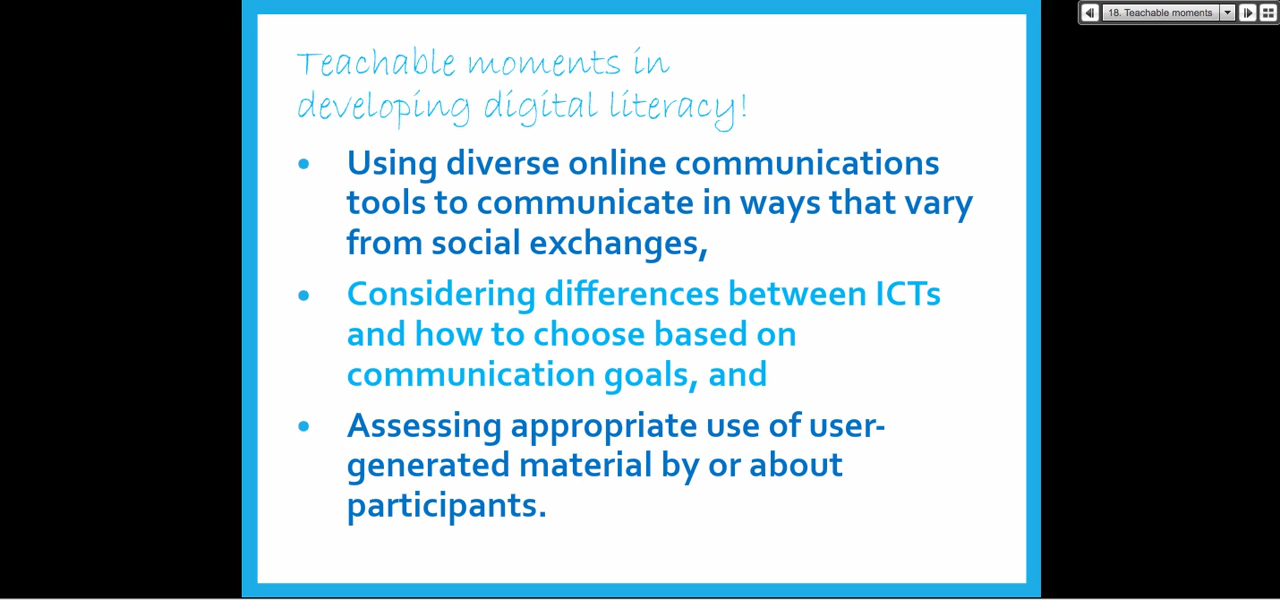 18. Teachable moments
Teachable moments in
developing digital literacy!
• Using diverse online communications
tools to communicate in ways that vary
from social exchanges,
• Considering differences between ICTs
and how to choose based on
communication goals, and
• Assessing appropriate use of user-
generated material by or about
participants.